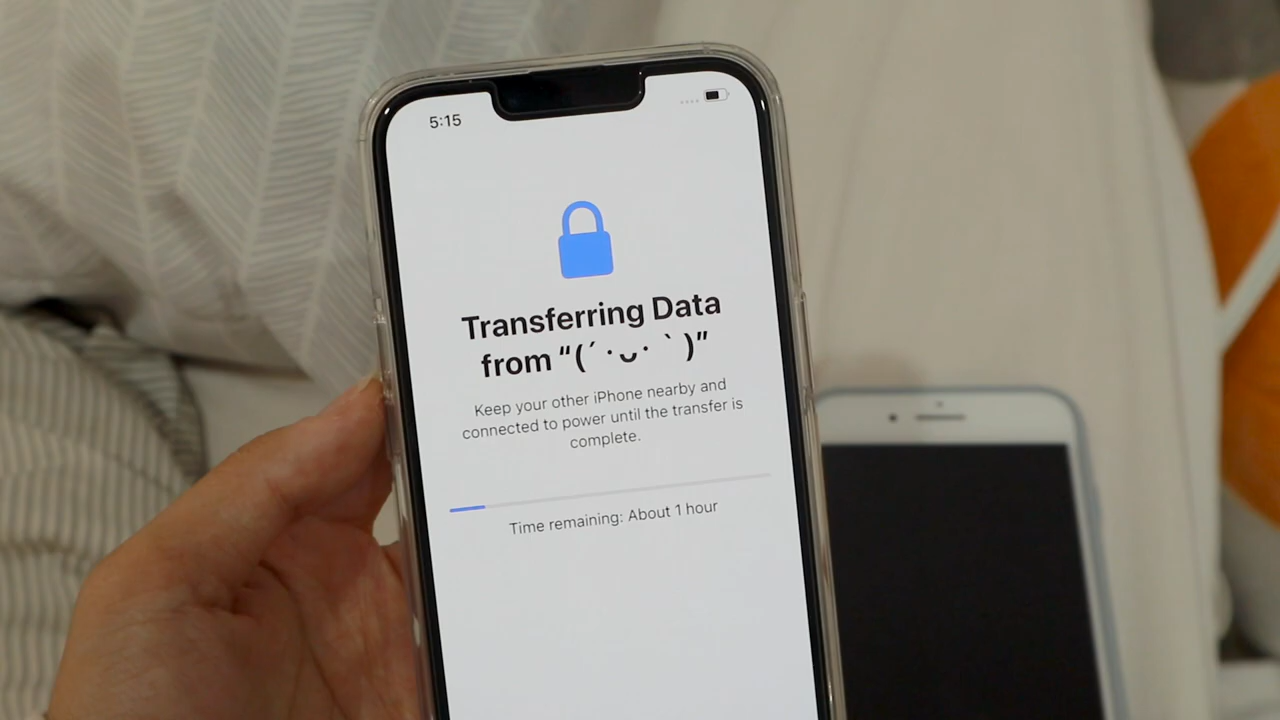 5:15
Transferring Data
from “(´･ᴗ･ ` )”
Keep your other iPhone nearby and
connected to power until the transfer is
complete.
Time remaining: About 1 hour